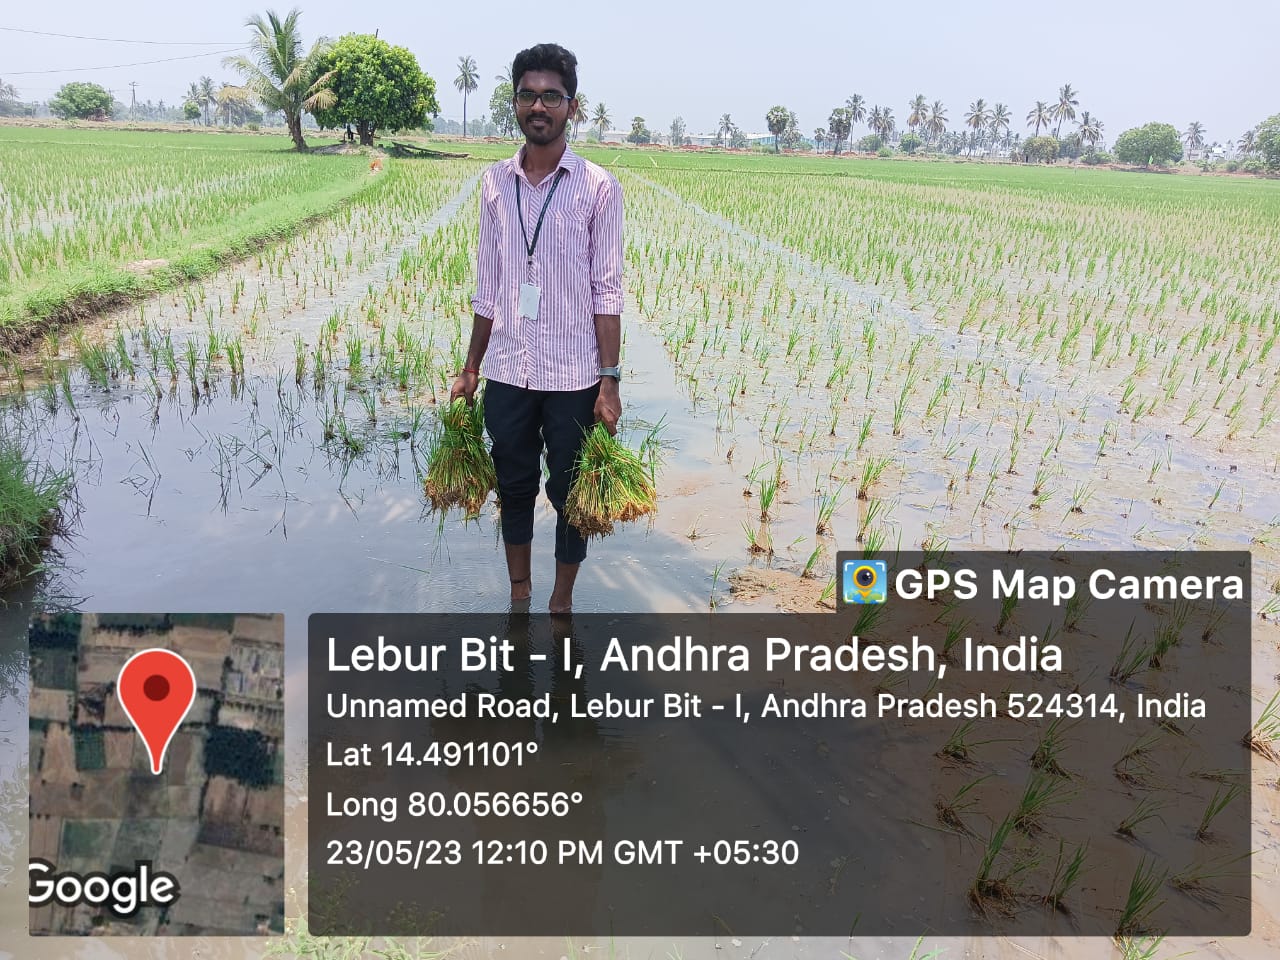 GPS Map Camera
Lebur Bit - I, Andhra Pradesh, India
Unnamed Road, Lebur Bit - I, Andhra Pradesh 524314, India
Lat 14.491101°
Long 80.056656°
23/05/23 12:10 PM GMT +05:30
Google